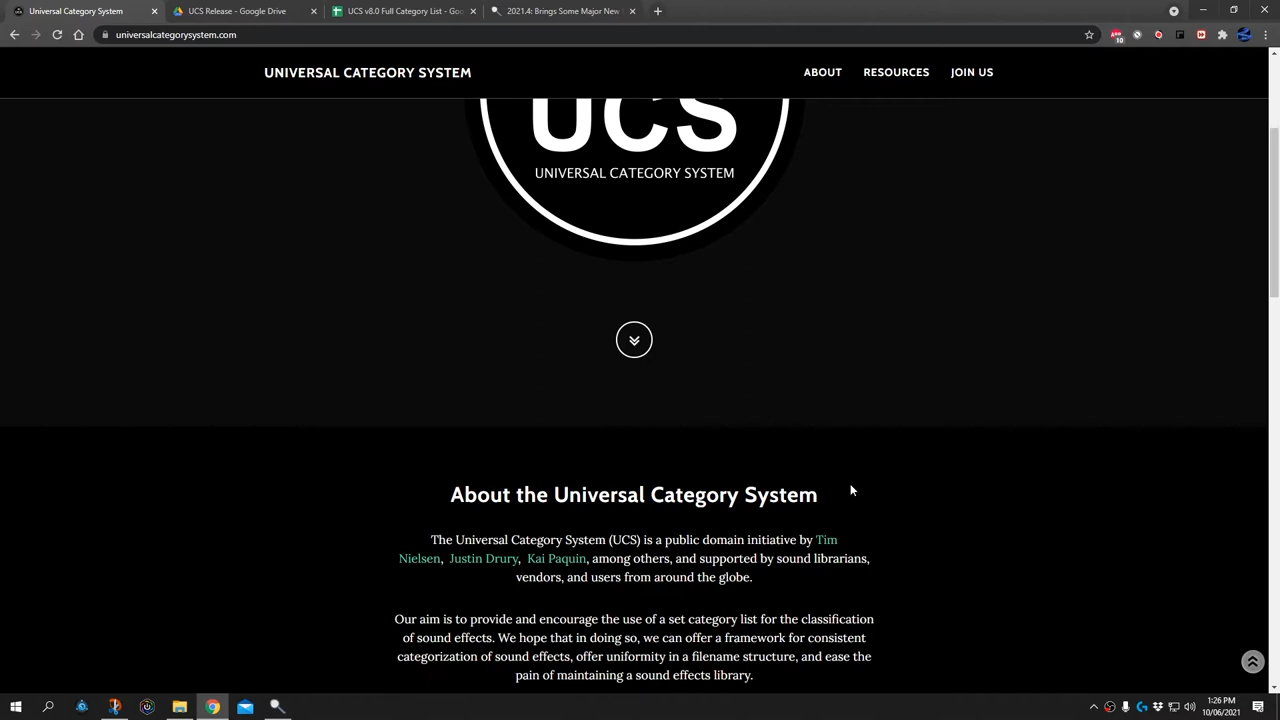 Universal Category System
UCS Release - Google Drive
UCS v8.0 Full Category List - Goo
2021.4: Brings Some Major New
universalcategorysystem.com
10
UNIVERSAL CATEGORY SYSTEM
ABOUT
RESOURCES
JOIN US
UCS
UNIVERSAL CATEGORY SYSTEM
About the Universal Category System
The Universal Category System (UCS) is a public domain initiative by Tim
Nielsen, Justin Drury, Kai Paquin, among others, and supported by sound librarians,
vendors, and users from around the globe.
Our aim is to provide and encourage the use of a set category list for the classification
of sound effects. We hope that in doing so, we can offer a framework for consistent
categorization of sound effects, offer uniformity in a filename structure, and ease the
pain of maintaining a sound effects library.
1:26 PM
10/06/2021